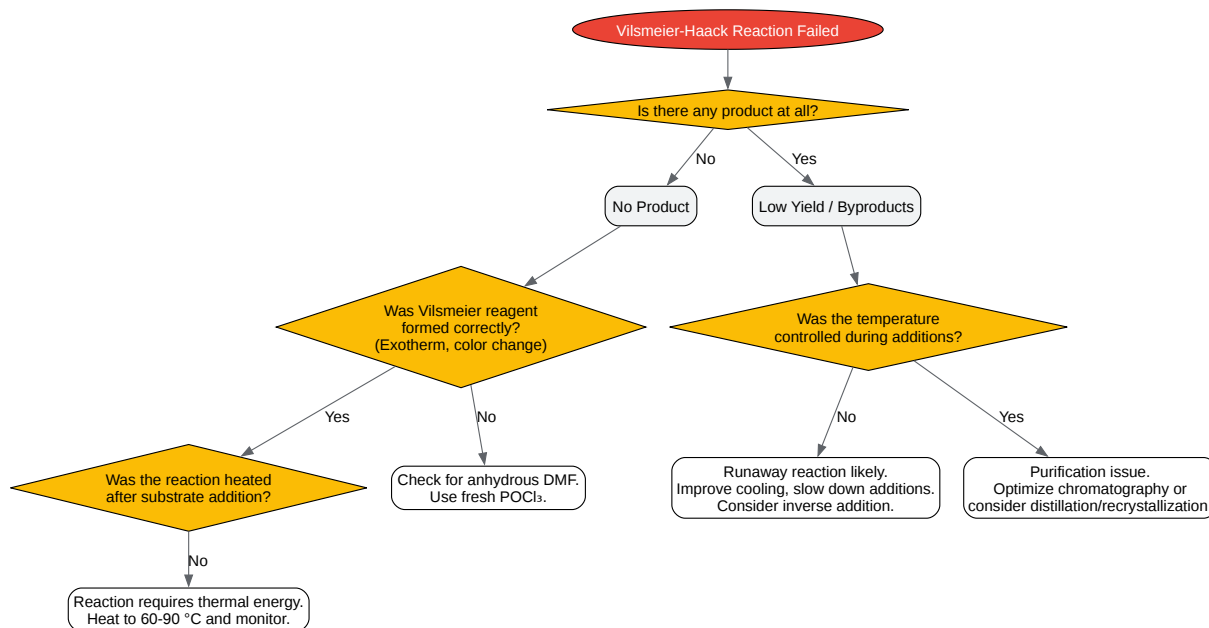 Vilsmeier-Haack Reaction Failed
Is there any product at all?
No
Yes
No Product
Low Yield / Byproducts
Was Vilsmeier reagent
formed correctly?
(Exotherm, color change)
Was the temperature
controlled during additions?
Yes
No
No
Yes
Was the reaction heated
after substrate addition?
Check for anhydrous DMF.
Use fresh POCl₃.
Runaway reaction likely.
Improve cooling, slow down additions.
Consider inverse addition.
Purification issue.
Optimize chromatography or
consider distillation/recrystallization
No
Reaction requires thermal energy.
Heat to 60-90 °C and monitor.